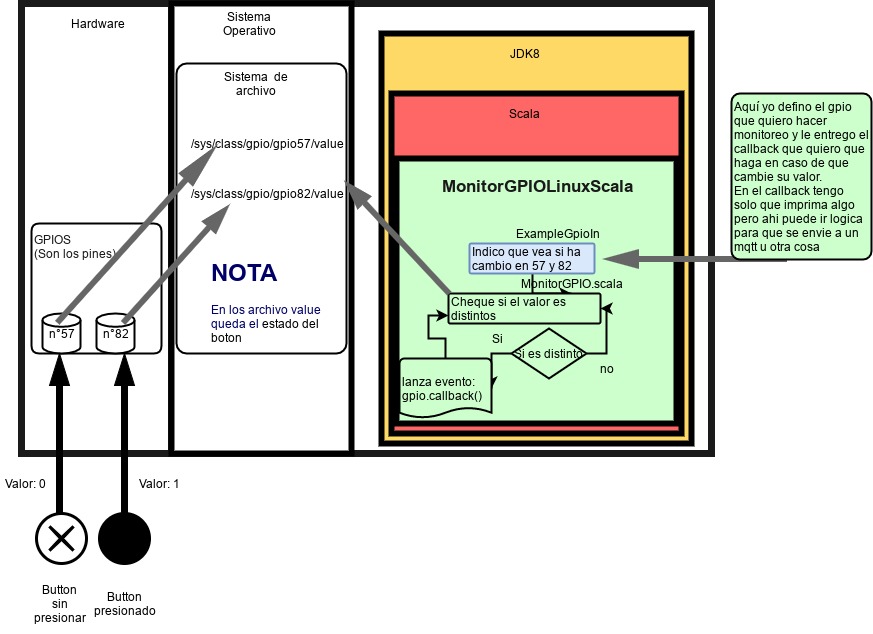 Hardware
Sistema
Operativo
JDK8
Sistema de
archivo
Scala
/sys/class/gpio/gpio57/value
/sys/class/gpio/gpio82/value
MonitorGPIOLinuxScala
Aquí yo defino el gpio
que quiero hacer
monitoreo y le entrego el
callback que quiero que
haga en caso de que
cambie su valor.
En el callback tengo
solo que imprima algo
pero ahi puede ir logica
para que se envie a un
mqtt u otra cosa
GPIOS
(Son los pines)
ExampleGpioIn
Indico que vea si ha
cambio en 57 y 82
NOTA
MonitorGPIO.scala
Cheque si el valor es
distintos
En los archivo value
queda el estado del
boton
n°57
n°82
Si
Si es distinto
no
lanza evento:
gpio.callback()
Valor: 0
Valor: 1
Button
sin
presionar
Button
presionado